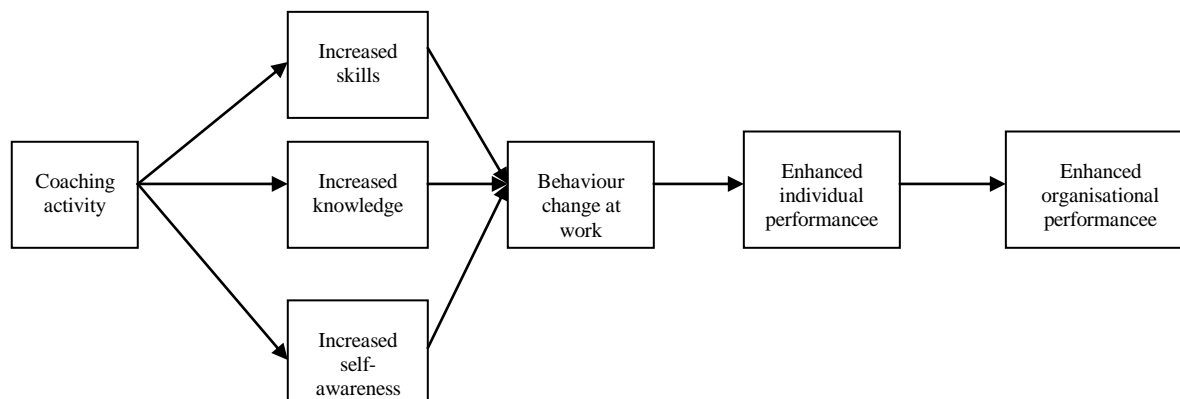 Coaching
activity
Increased
skills
Increased
knowledge
Increased
self-
awareness
Behaviour
change at
work
Enhanced
individual
performancee
Enhanced
organisational
performancee